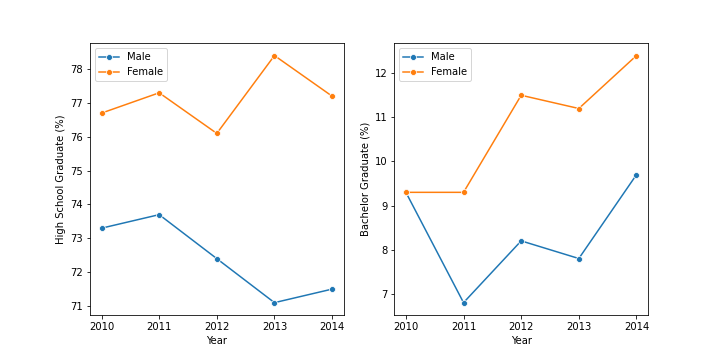 Male
Female
High School Graduate (%)
78
77
76
75
74
73
72
71
2010 2011 2012 2013 2014
Year
Male
Female
Bachelor Graduate (%)
12
11
10
9
8
7
2010 2011 2012 2013 2014
Year